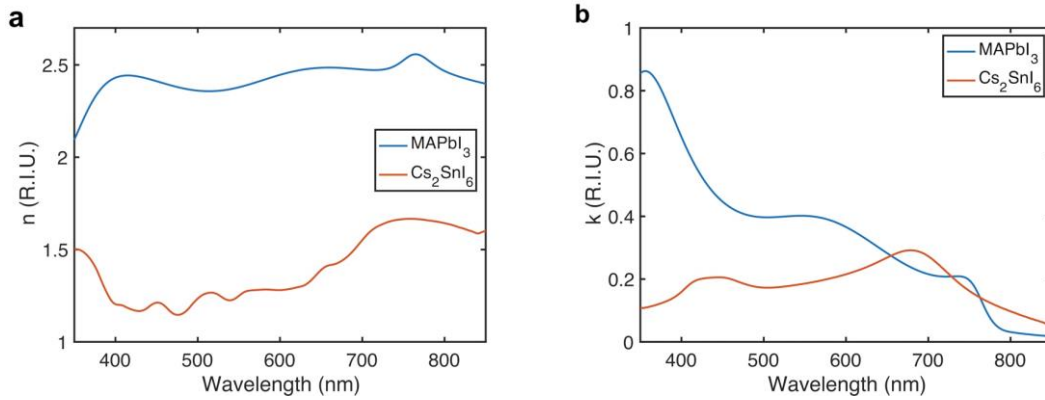 a
n (R.I.U.)
2.5
2
1.5
1
400
500
600
700
800
Wavelength (nm)
MAPbI₃
Cs₂SnI₆
b
k (R.I.U.)
1
0.8
0.6
0.4
0.2
0
400
500
600
700
800
Wavelength (nm)
MAPbI₃
Cs₂SnI₆